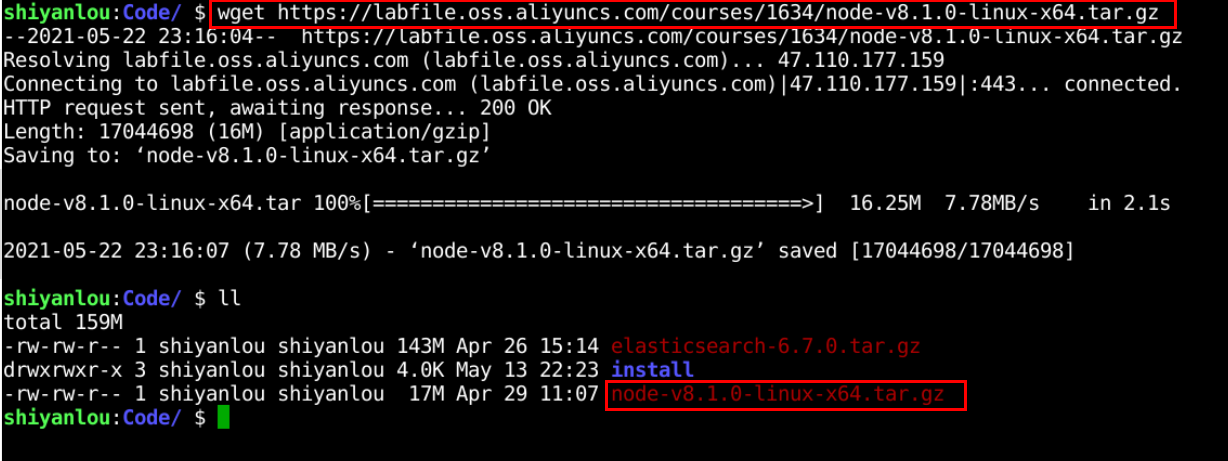 shiyanlou:Code/ $ wget https://labfile.oss.aliyuncs.com/courses/1634/node-v8.1.0-linux-x64.tar.gz
--2021-05-22 23:16:04--  https://labfile.oss.aliyuncs.com/courses/1634/node-v8.1.0-linux-x64.tar.gz
Resolving labfile.oss.aliyuncs.com (labfile.oss.aliyuncs.com)... 47.110.177.159
Connecting to labfile.oss.aliyuncs.com (labfile.oss.aliyuncs.com)|47.110.177.159|:443... connected.
HTTP request sent, awaiting response... 200 OK
Length: 17044698 (16M) [application/gzip]
Saving to: ‘node-v8.1.0-linux-x64.tar.gz’
node-v8.1.0-linux-x64.tar 100%[====================================>]  16.25M  7.78MB/s    in 2.1s
2021-05-22 23:16:07 (7.78 MB/s) - ‘node-v8.1.0-linux-x64.tar.gz’ saved [17044698/17044698]
shiyanlou:Code/ $ ll
total 159M
-rw-rw-r-- 1 shiyanlou shiyanlou 143M Apr 26 15:14 elasticsearch-6.7.0.tar.gz
drwxrwxr-x 3 shiyanlou shiyanlou 4.0K May 13 22:23 install
-rw-rw-r-- 1 shiyanlou shiyanlou  17M Apr 29 11:07 node-v8.1.0-linux-x64.tar.gz
shiyanlou:Code/ $